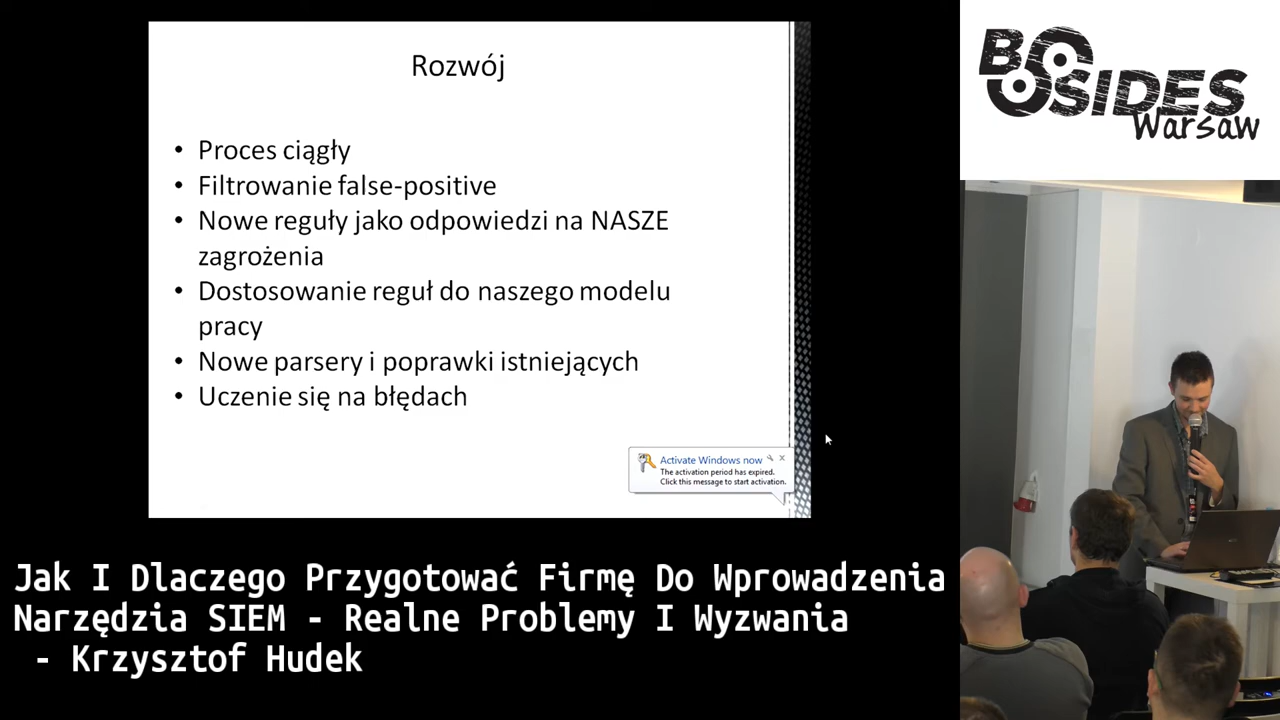 Rozwój
• Proces ciągły
• Filtrowanie false-positive
• Nowe reguły jako odpowiedzi na NASZE
zagrożenia
• Dostosowanie reguł do naszego modelu
pracy
• Nowe parsery i poprawki istniejących
• Uczenie się na błędach
Activate Windows now
The activation period has expired.
Click this message to start activation.
BSIDES
Warsaw
Jak I Dlaczego Przygotować Firmę Do Wprowadzenia
Narzędzia SIEM - Realne Problemy I Wyzwania
- Krzysztof Hudek